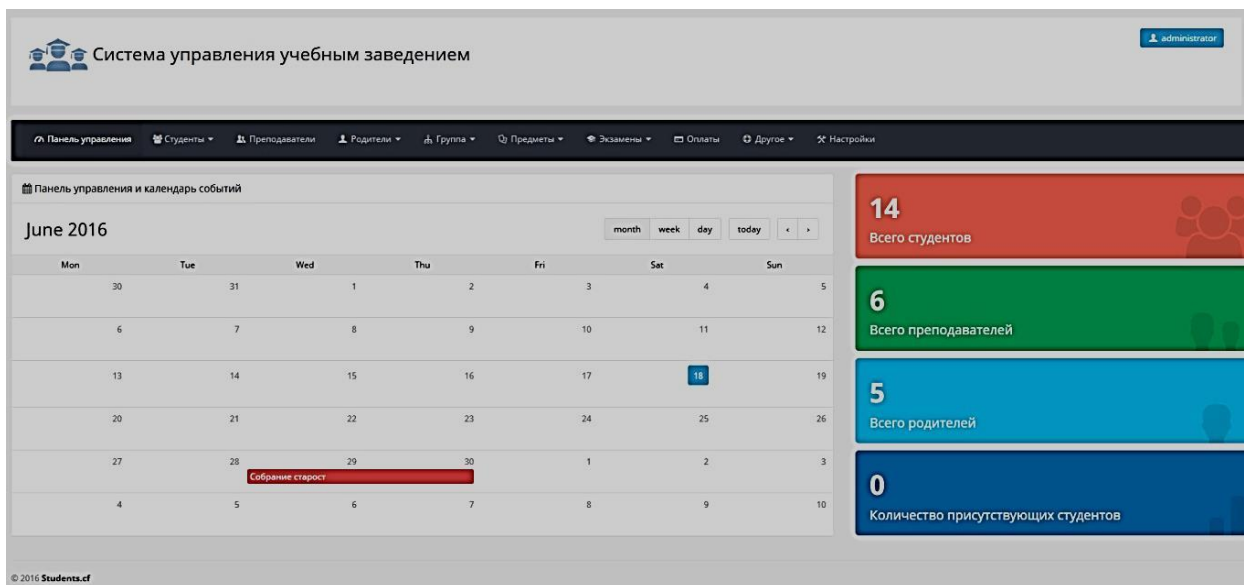 Система управления учебным заведением
administrator
Панель управления Студенты Преподаватели Родители Группа Предметы Экзамены Оплаты Другое Настройки
Панель управления и календарь событий
June 2016 month week day today
Mon Tue Wed Thu Fri Sat Sun
30 31 1 2 3 4 5
6 7 8 9 10 11 12
13 14 15 16 17 18 19
20 21 22 23 24 25 26
27 28 29 30 1 2 3
Собрание старост
4 5 6 7 8 9 10
14
Всего студентов
6
Всего преподавателей
5
Всего родителей
0
Количество присутствующих студентов
© 2016 Students.cf